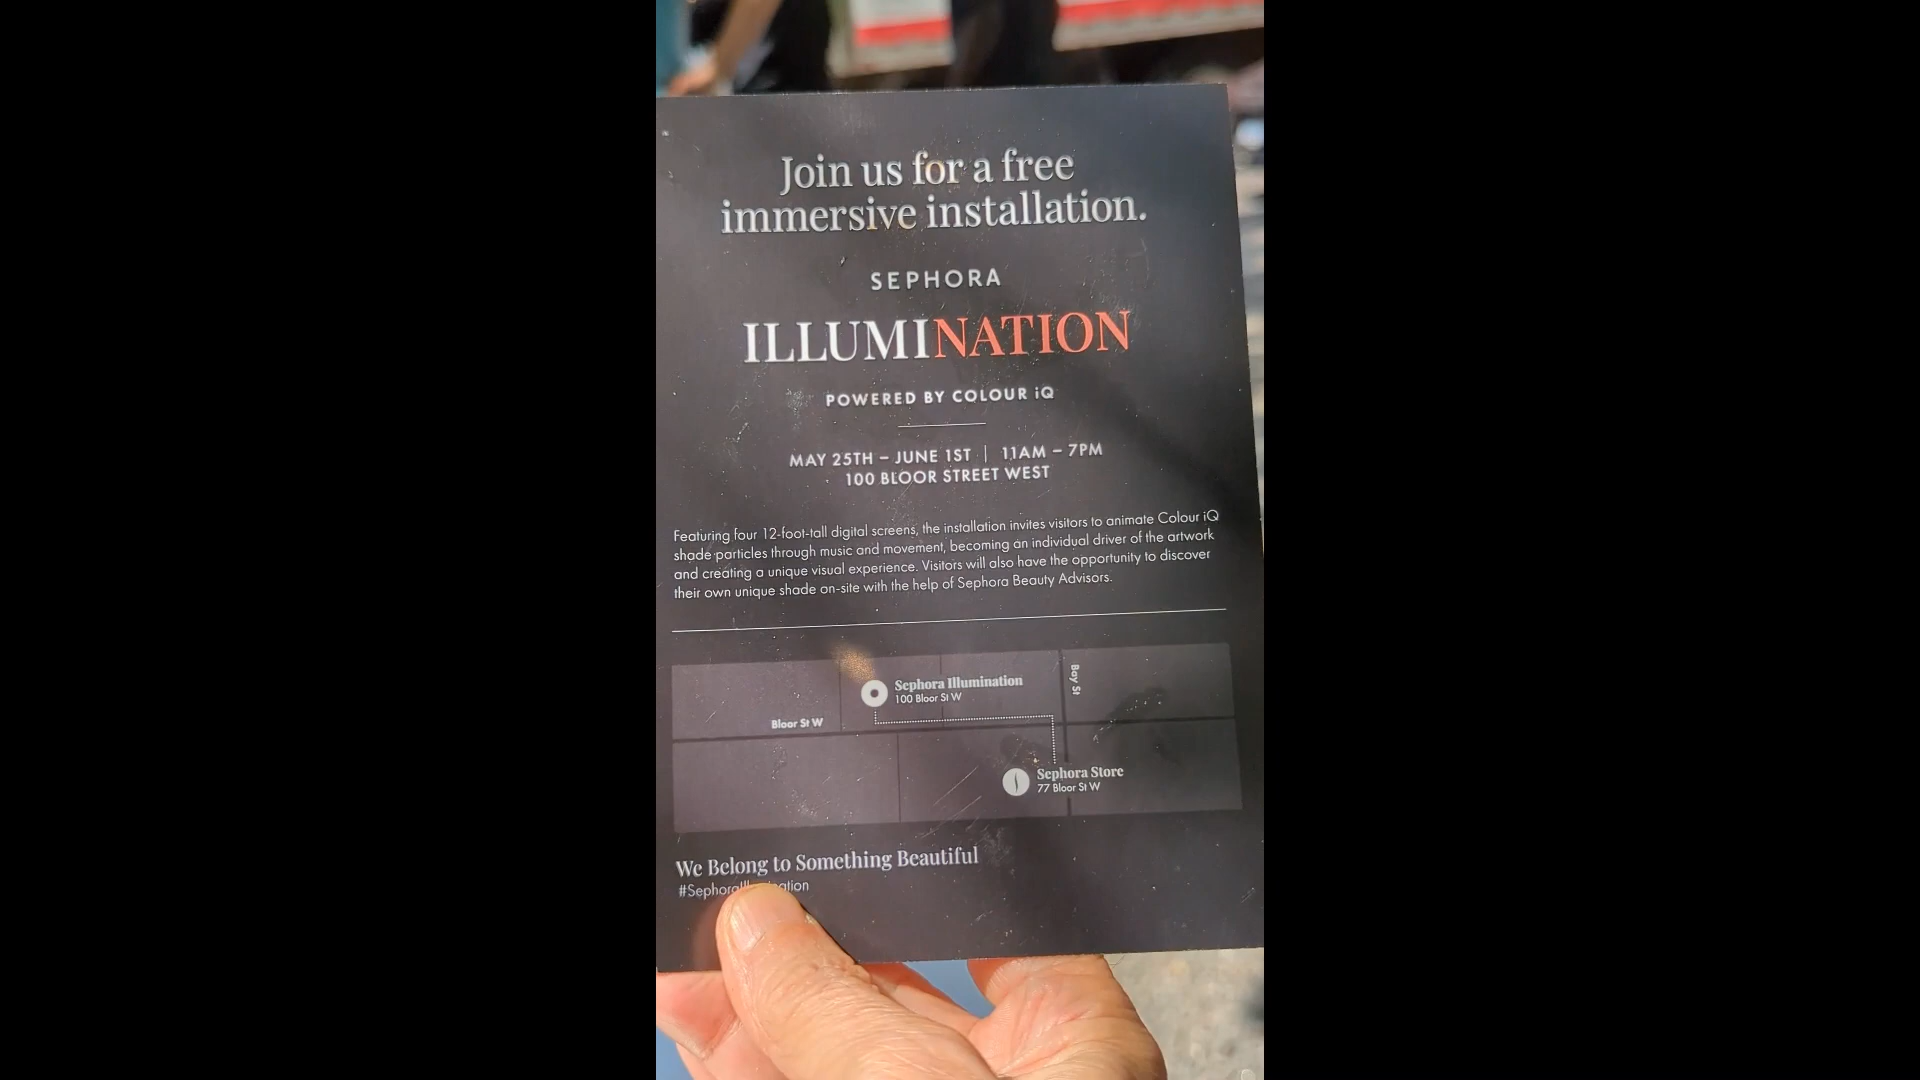 Join us for a free
immersive installation.
SEPHORA
ILLUMINATION
POWERED BY COLOUR iQ
MAY 25TH – JUNE 1ST | 11AM – 7PM
100 BLOOR STREET WEST
Featuring four 12-foot-tall digital screens, the installation invites visitors to animate Colour iQ
shade particles through music and movement, becoming an individual driver of the artwork
and creating a unique visual experience. Visitors will also have the opportunity to discover
their own unique shade on-site with the help of Sephora Beauty Advisors.
Bay St
Sephora Illumination
100 Bloor St W
Bloor St W
Sephora Store
77 Bloor St W
We Belong to Something Beautiful